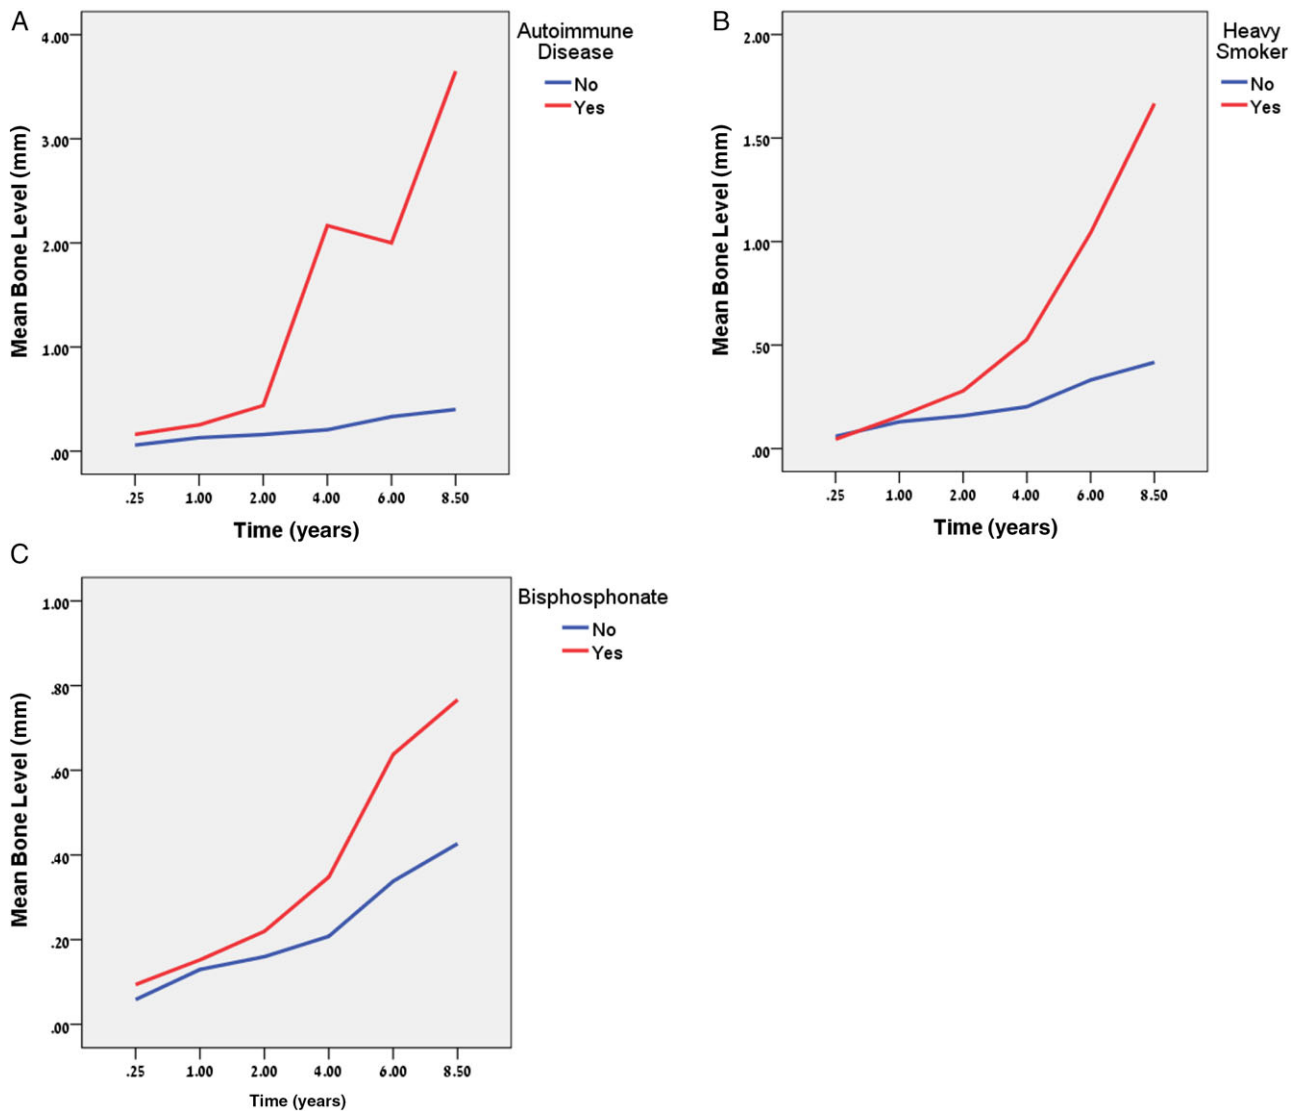 A
Autoimmune
Disease
No
Yes
Mean Bone Level (mm)
4.00
3.00
2.00
1.00
.00
.25 1.00 2.00 4.00 6.00 8.50
Time (years)
B
Heavy
Smoker
No
Yes
Mean Bone Level (mm)
2.00
1.50
1.00
.50
.00
.25 1.00 2.00 4.00 6.00 8.50
Time (years)
C
Bisphosphonate
No
Yes
Mean Bone Level (mm)
1.00
.80
.60
.40
.20
.00
.25 1.00 2.00 4.00 6.00 8.50
Time (years)